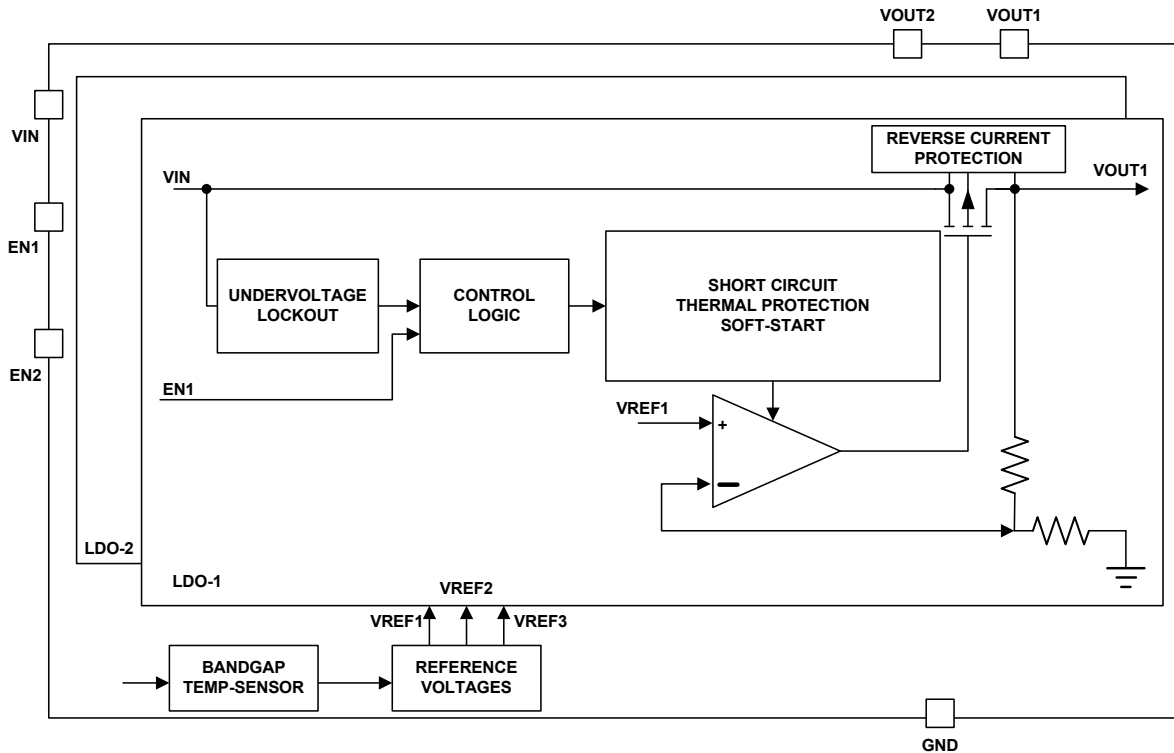 VOUT2
VOUT1
VIN
REVERSE CURRENT
PROTECTION
VIN
VOUT1
EN1
UNDERVOLTAGE
LOCKOUT
CONTROL
LOGIC
SHORT CIRCUIT
THERMAL PROTECTION
SOFT-START
EN2
EN1
VREF1
+
LDO-2
LDO-1
VREF2
VREF1
VREF3
BANDGAP
TEMP-SENSOR
REFERENCE
VOLTAGES
GND